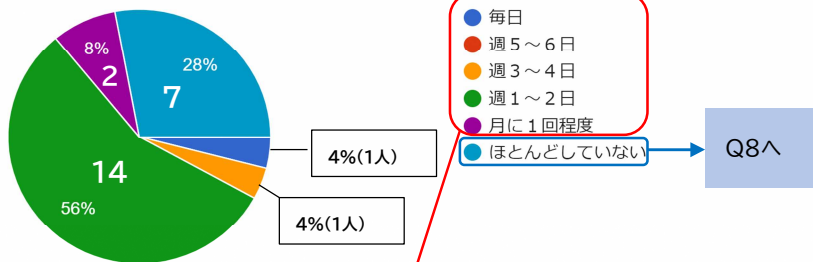 8%
2
28%
7
4%(1人)
14
56%
4%(1人)
毎日
週５～６日
週３～４日
週１～２日
月に１回程度
ほとんどしていない
Q8へ